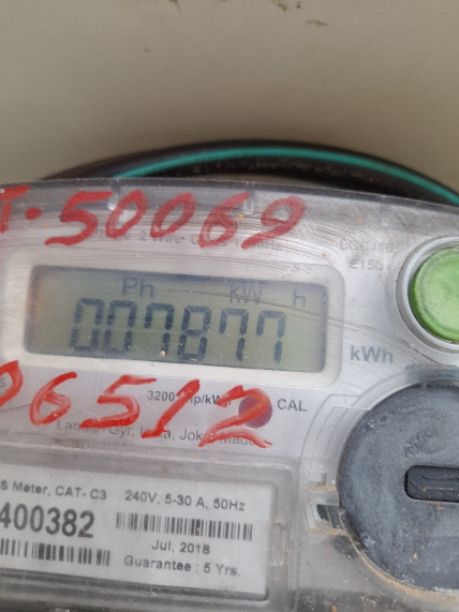 T-50069
Ph kW h
007877
kWh
06512
3200 imp/kWh CAL
S Meter, CAT- C3 240V, 5-30 A, 50Hz
400382
Jul, 2018
Guarantee : 5 Yrs.